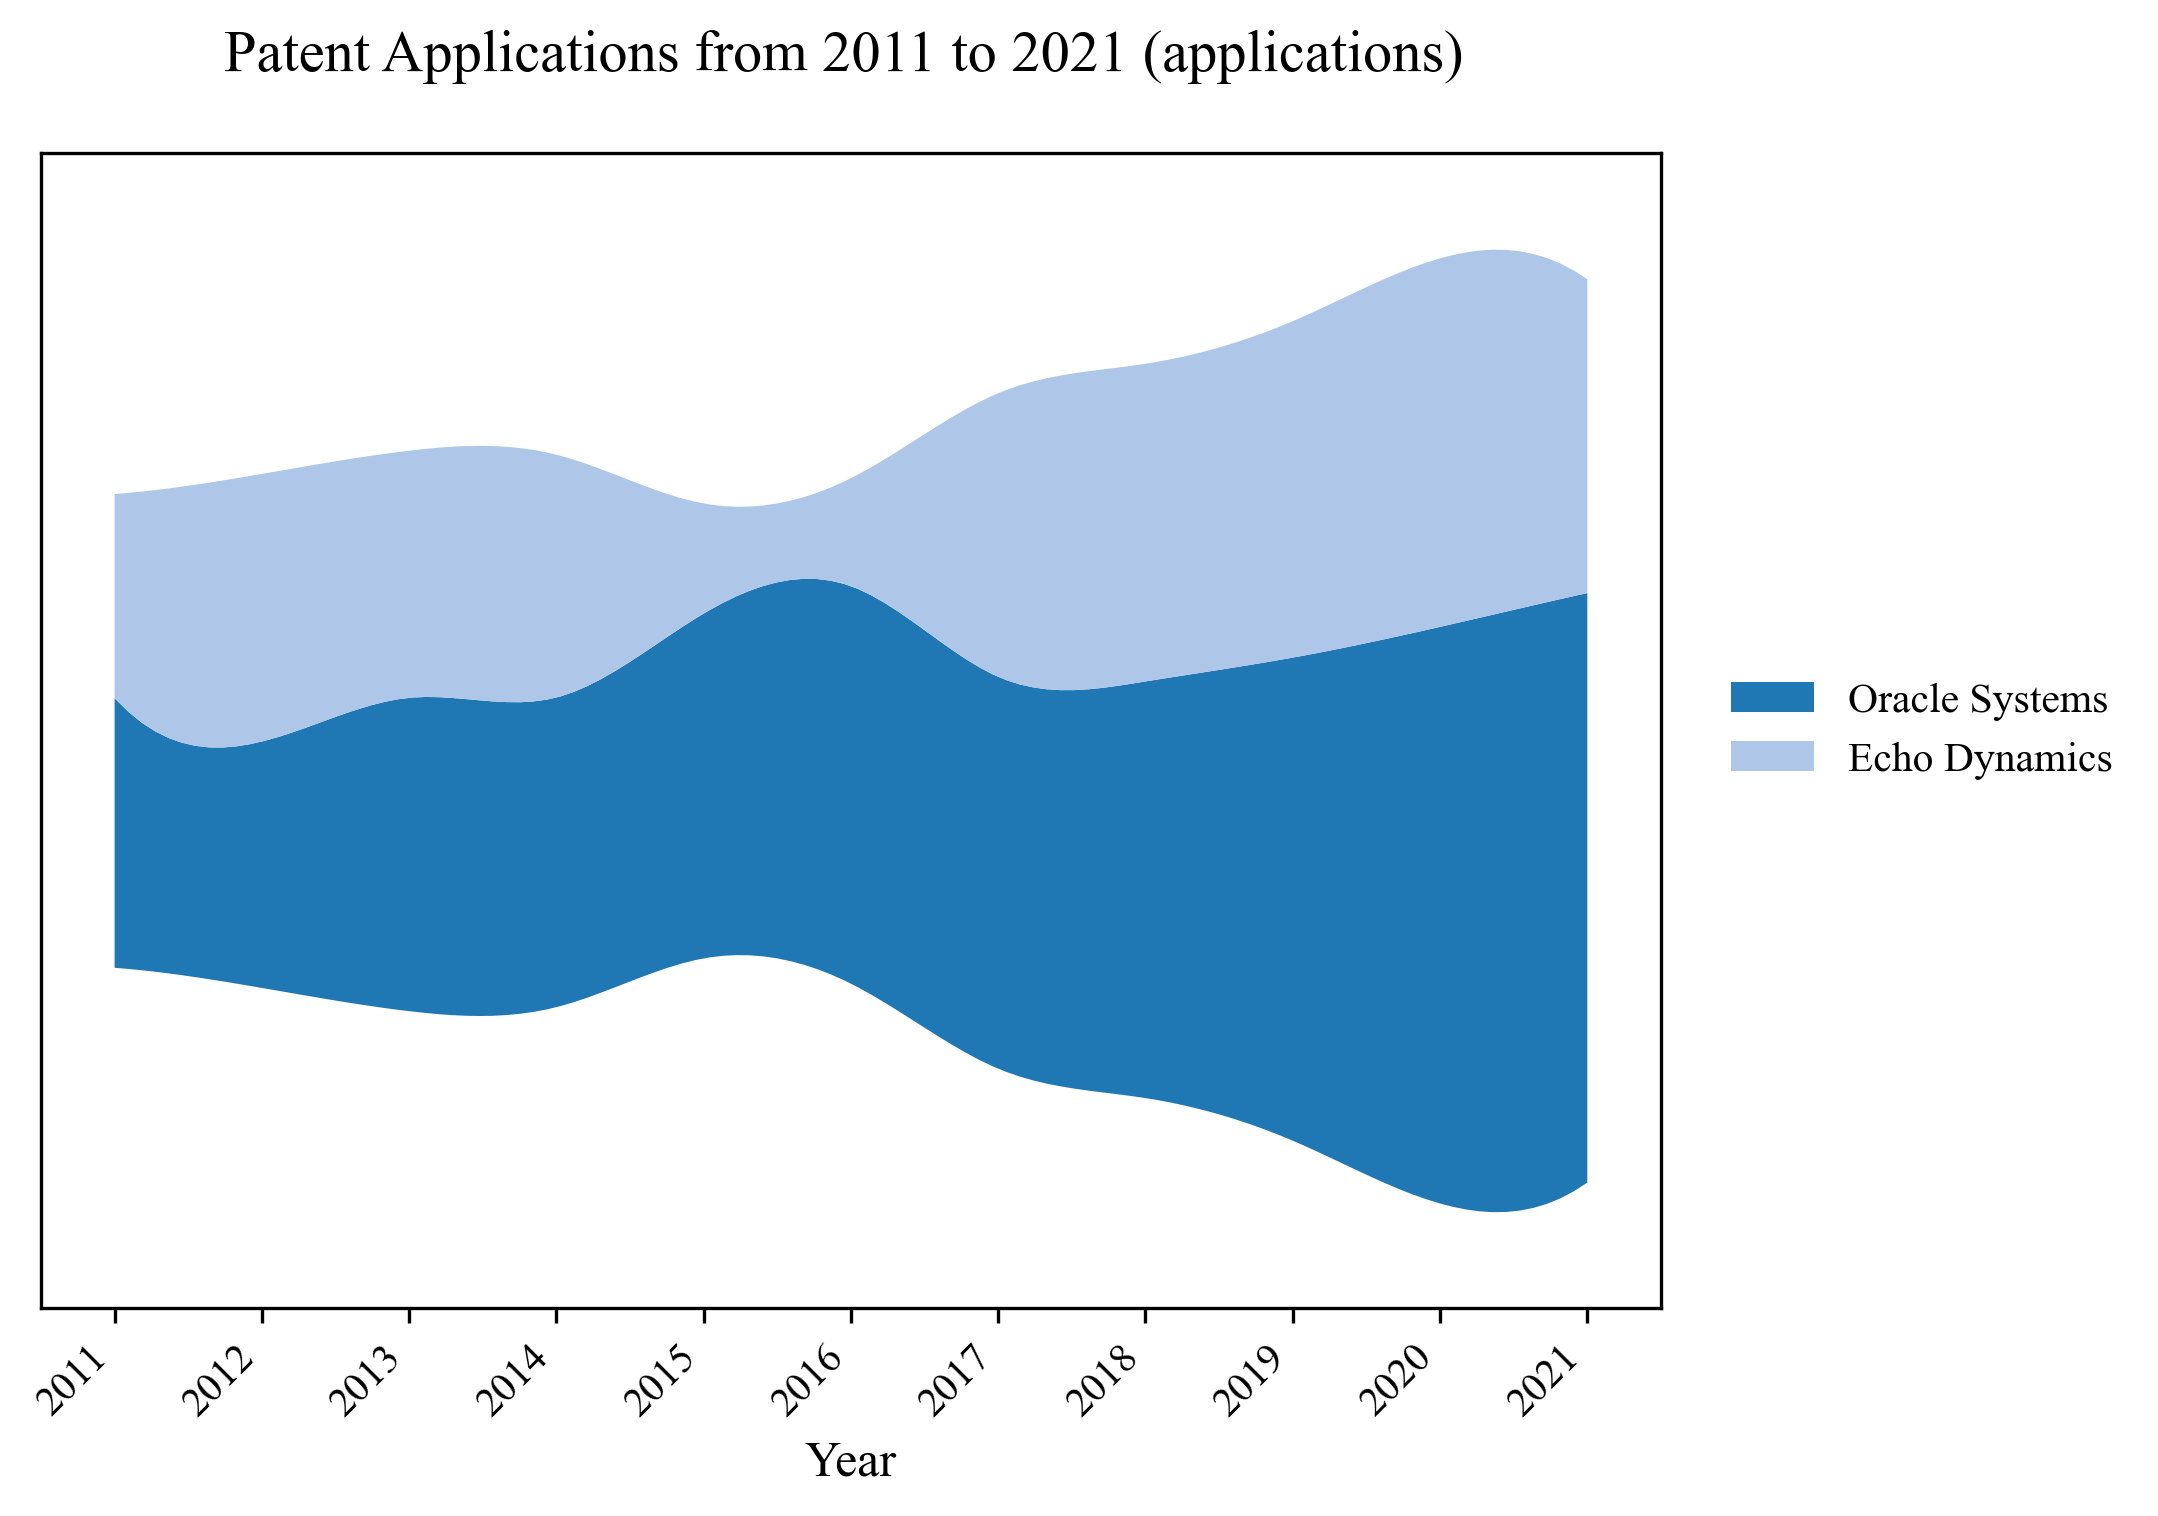 Patent Applications from 2011 to 2021 (applications)
Oracle Systems
Echo Dynamics
2011
2012
2013
2014
2015
2016
2017
2018
2019
2020
2021
Year